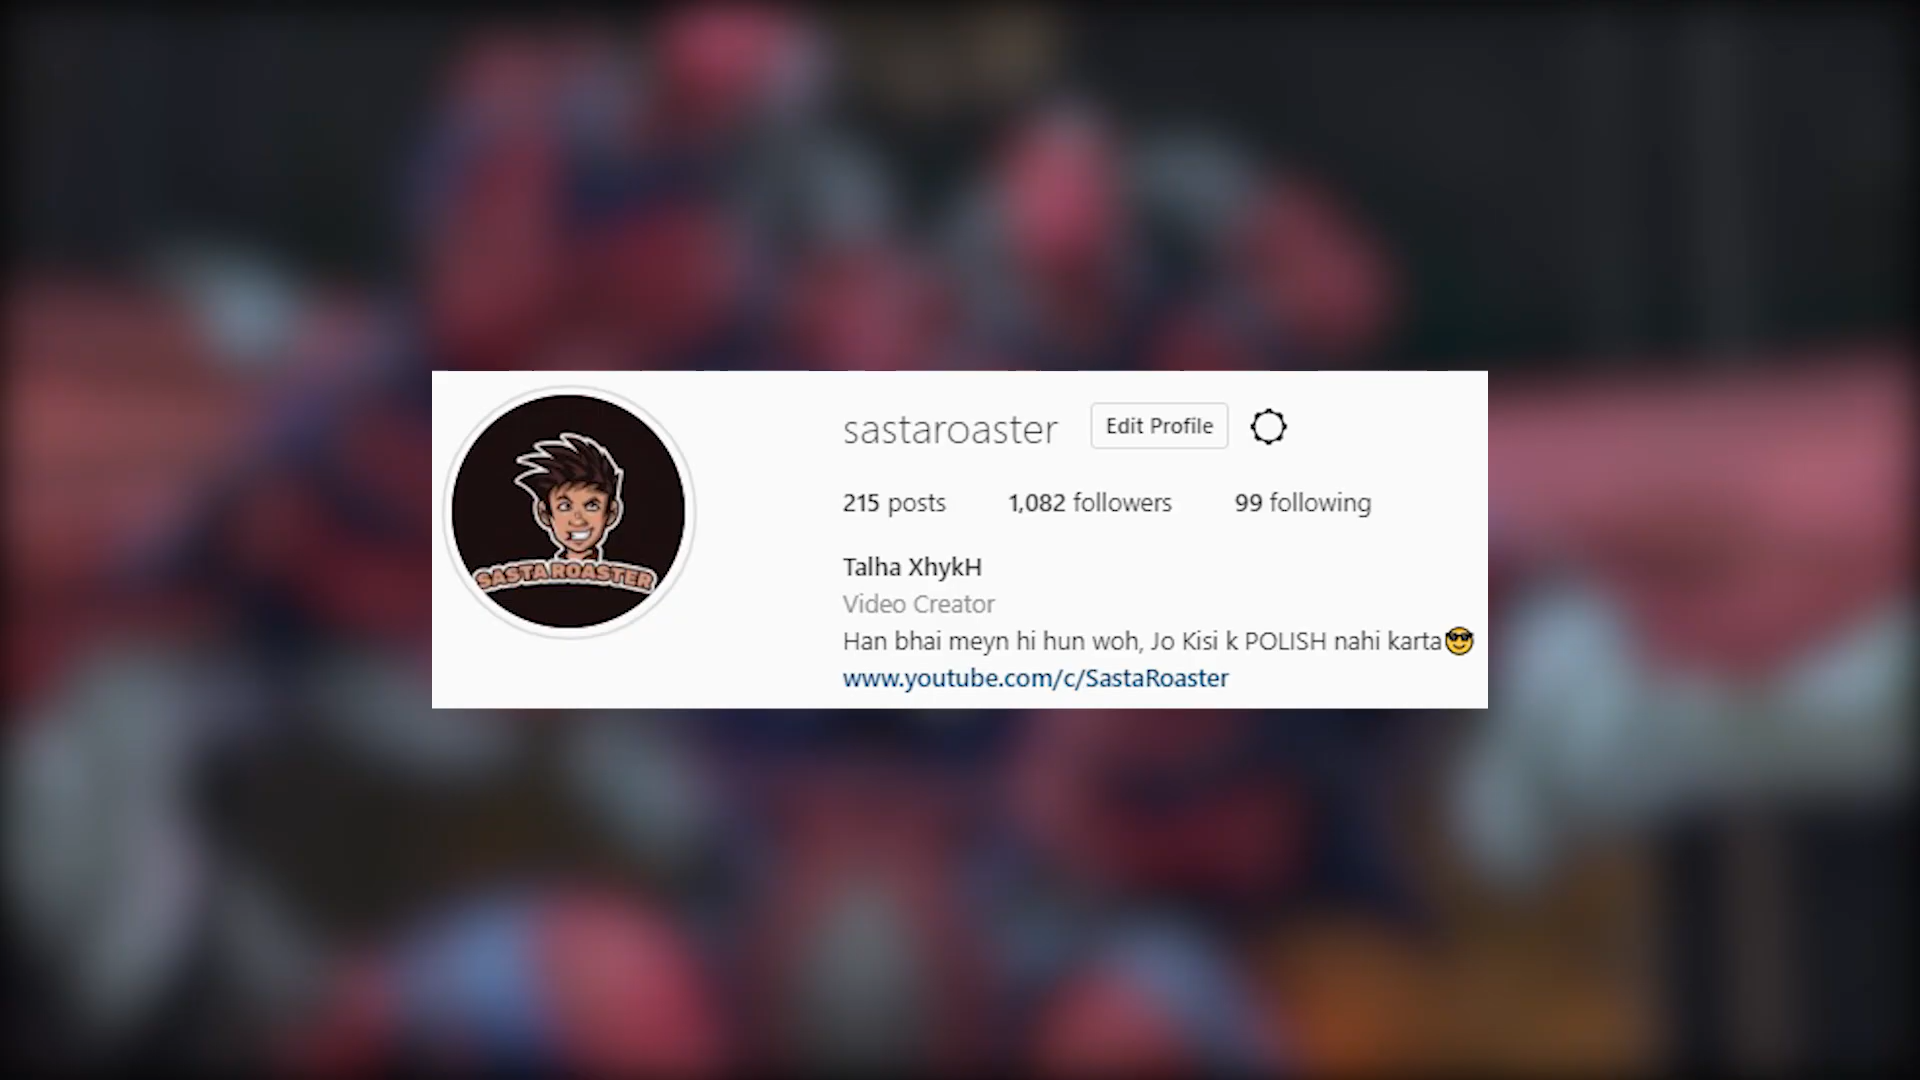 sastaroaster
Edit Profile
215 posts 1,082 followers 99 following
Talha XhykH
Video Creator
Han bhai meyn hi hun woh, Jo Kisi k POLISH nahi karta😎
www.youtube.com/c/SastaRoaster
SASTA ROASTER